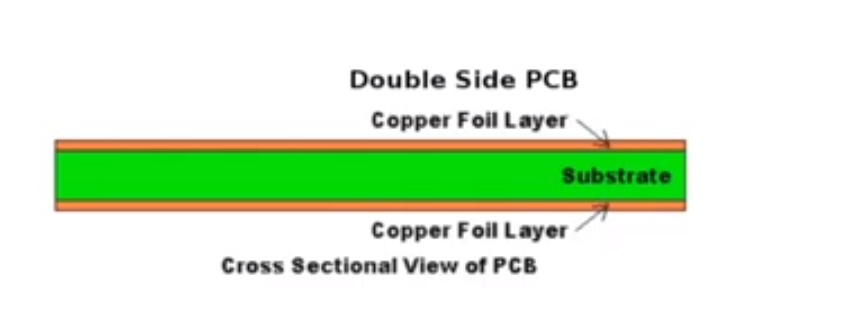 Double Side PCB
Copper Foil Layer
Substrate
Copper Foil Layer
Cross Sectional View of PCB